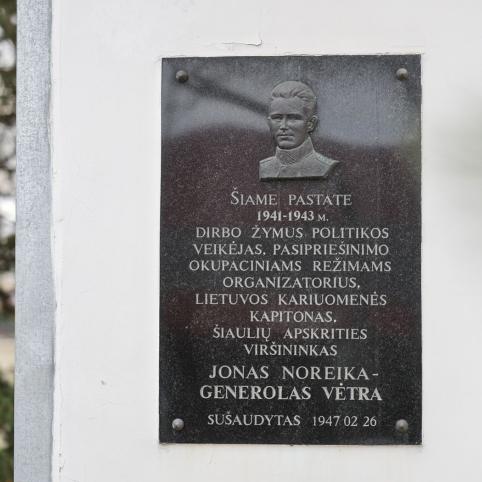 ŠIAME PASTATE
1941-1943 M.
DIRBO ŽYMUS POLITIKOS
VEIKĖJAS, PASIPRIEŠINIMO
OKUPACINIAMS REŽIMAMS
ORGANIZATORIUS,
LIETUVOS KARIUOMENĖS
KAPITONAS,
ŠIAULIŲ APSKRITIES
VIRŠININKAS
JONAS NOREIKA-
GENEROLAS VĖTRA
SUŠAUDYTAS 1947 02 26